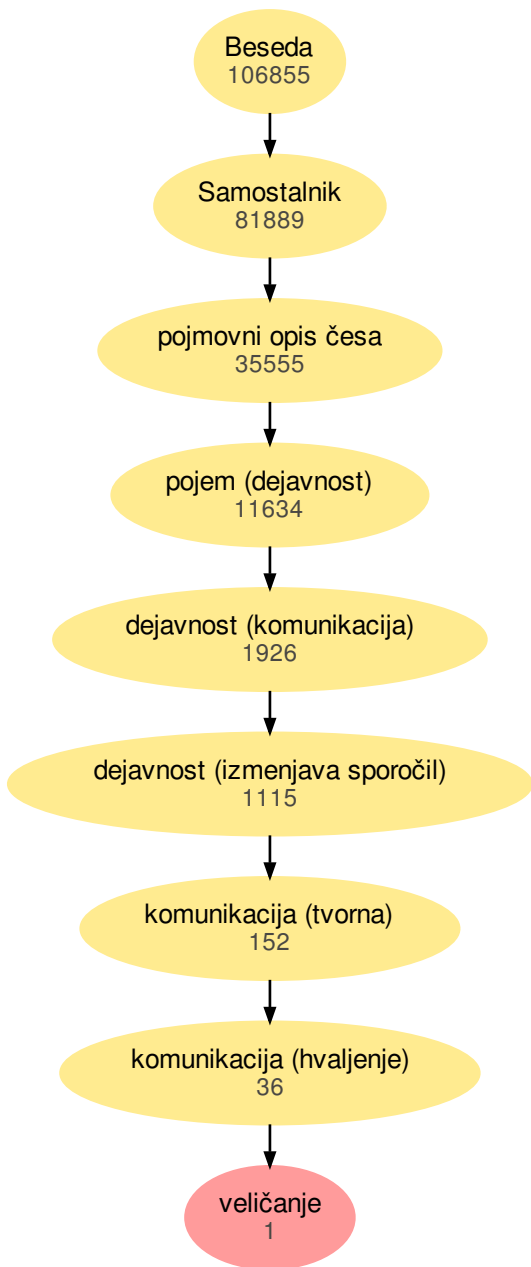 Beseda
106855
Samostalnik
81889
pojmovni opis česa
35555
pojem (dejavnost)
11634
dejavnost (komunikacija)
1926
dejavnost (izmenjava sporočil)
1115
komunikacija (tvorna)
152
komunikacija (hvaljenje)
36
veličanje
1